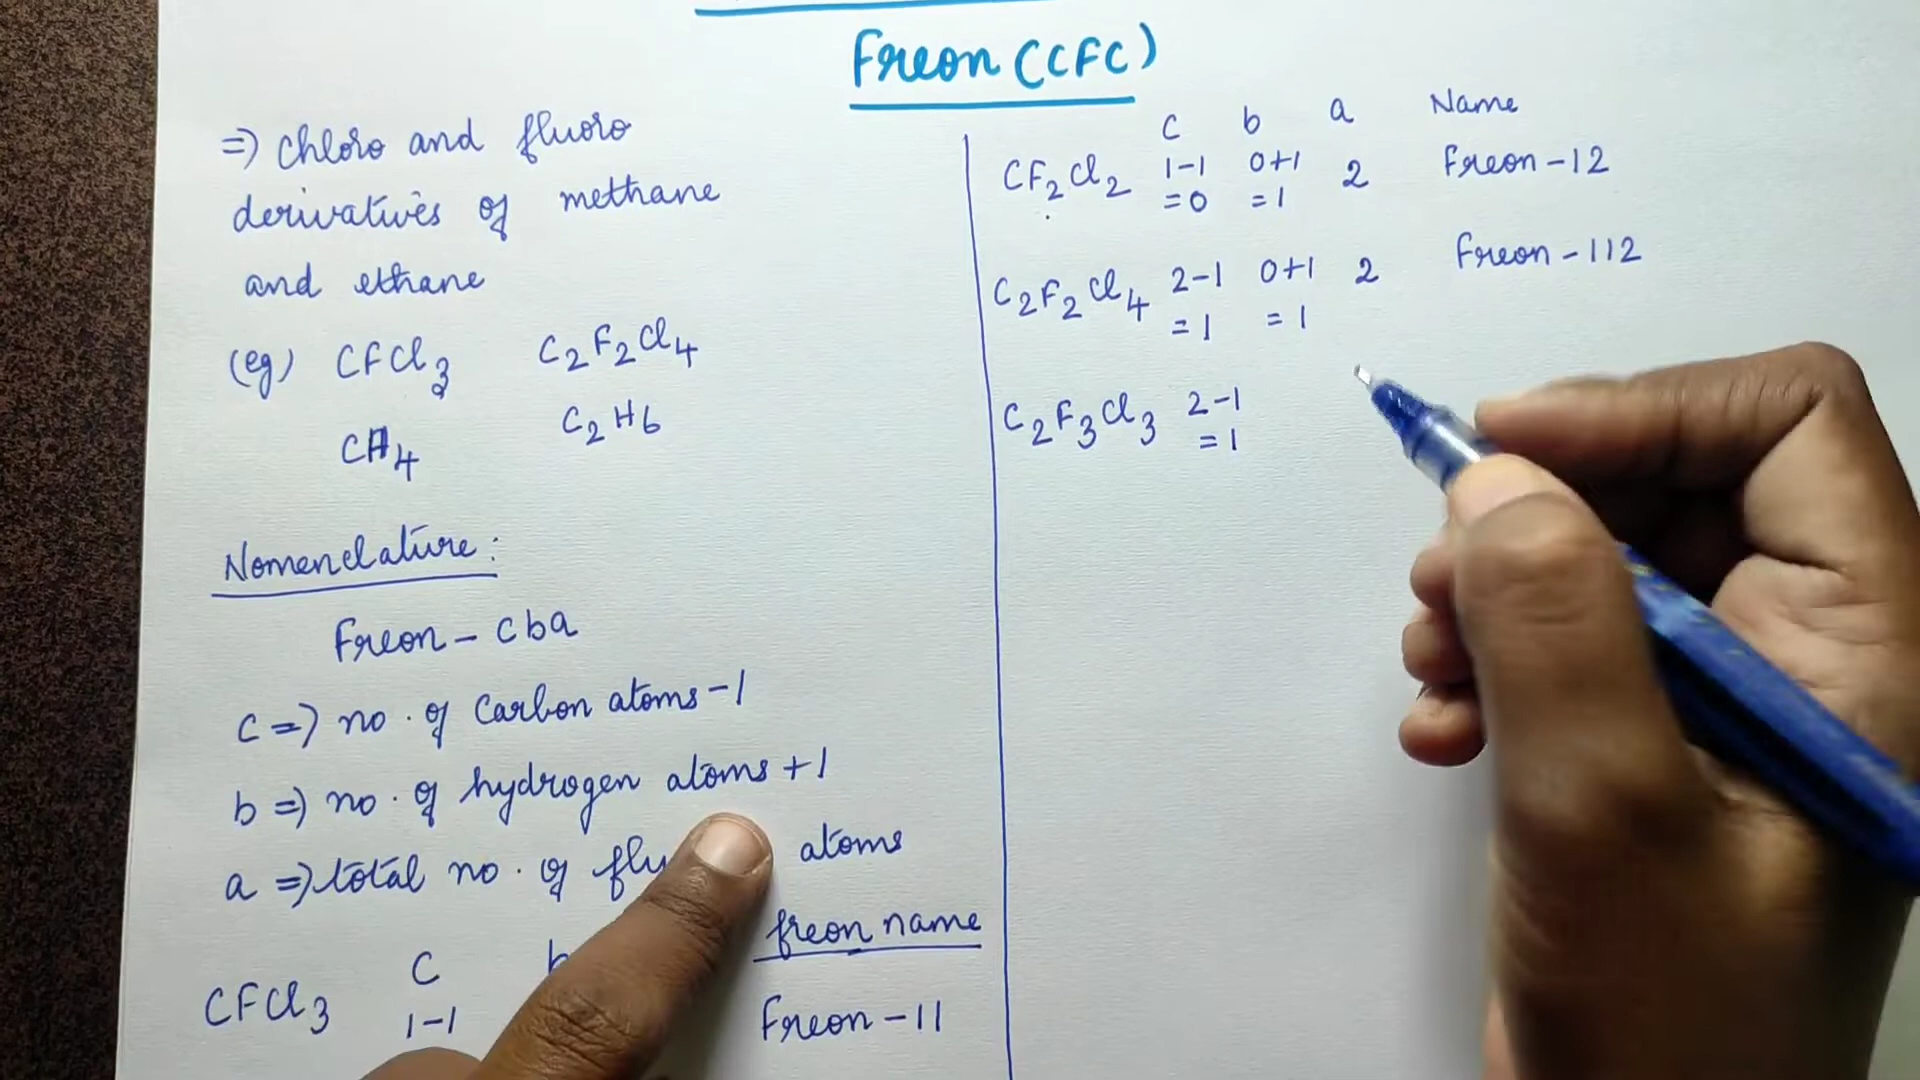 Freon (CFC)
=> chloro and fluoro
derivatives of methane
and ethane
(eg) CFCl3 C2F2Cl4
CH4 C2H6
Nomenclature:
Freon - cba
c => no. of Carbon atoms -1
b => no. of hydrogen atoms +1
a => total no. of flu atoms
c b freon name
CFCl3 1-1 Freon - 11
c b a Name
CF2Cl2 1-1 0+1 2 Freon - 12
=0 =1
C2F2Cl4 2-1 0+1 2 Freon - 112
=1 =1
C2F3Cl3 2-1
=1